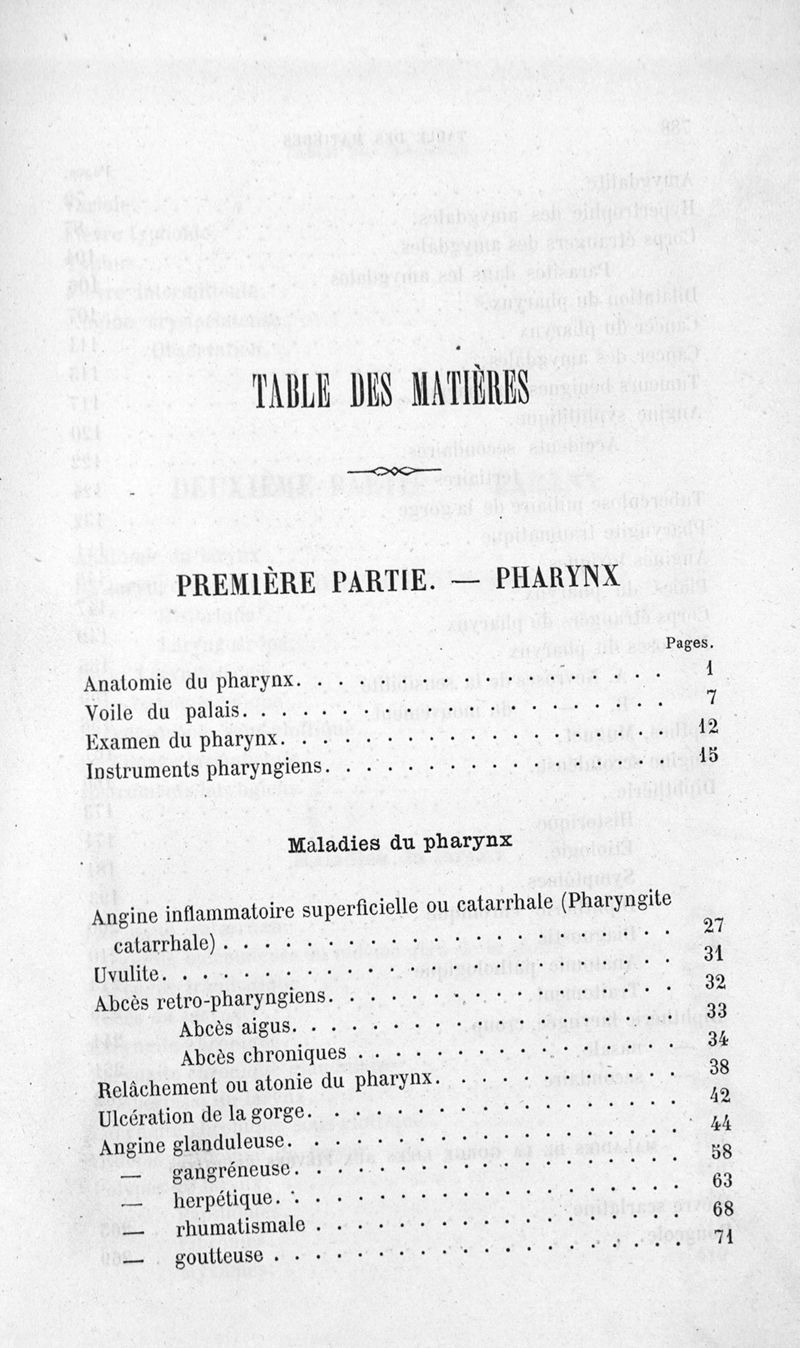 TABLE DES MATIÈRES
PREMIÈRE PARTIE. — PHARYNX
Pages.
Anatomie du pharynx. . . . . . . . . . . . . . . . . . 1
Voile du palais. . . . . . . . . . . . . . . . . . . . 7
Examen du pharynx. . . . . . . . . . . . . . . . . . . 12
Instruments pharyngiens. . . . . . . . . . . . . . . . 15
Maladies du pharynx
Angine inflammatoire superficielle ou catarrhale (Pharyngite
catarrhale) . . . . . . . . . . . . . . . . . . . . . 27
Uvulite. . . . . . . . . . . . . . . . . . . . . . . . 31
Abcès retro-pharyngiens. . . . . . . . . . . . . . . . 32
Abcès aigus. . . . . . . . . . . . . . . . . . . 33
Abcès chroniques . . . . . . . . . . . . . . . . 34
Relâchement ou atonie du pharynx. . . . . . . . . . . 38
Ulcération de la gorge. . . . . . . . . . . . . . . . 42
Angine glanduleuse. . . . . . . . . . . . . . . . . . 44
— gangréneuse. . . . . . . . . . . . . . . . . . . 58
— herpétique. . . . . . . . . . . . . . . . . . . . 63
— rhumatismale . . . . . . . . . . . . . . . . . . 68
— goutteuse . . . . . . . . . . . . . . . . . . . . 71